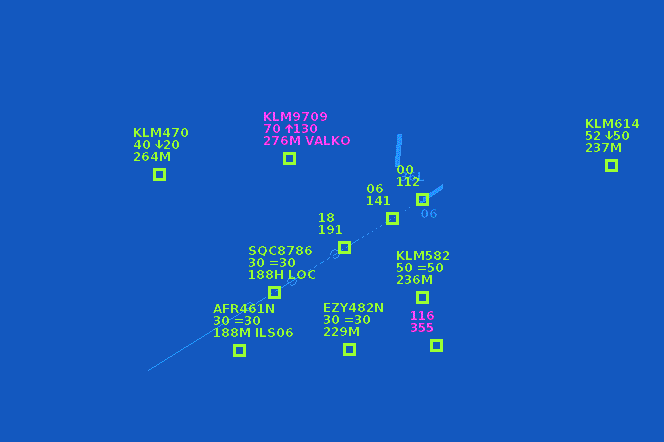 KLM9709
70 ↑130
276M VALKO
KLM614
52 ↓50
237M
KLM470
40 ↓20
264M
00
112
06
141
06
18
191
SQC8786
30 =30
188H LOC
KLM582
50 =50
236M
AFR461N
30 =30
188M ILS06
EZY482N
30 =30
229M
116
355